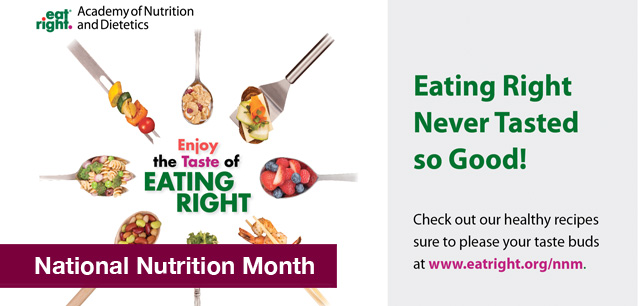 eat
right.
Academy of Nutrition
and Dietetics
Enjoy
the Taste of
EATING
RIGHT
National Nutrition Month
Eating Right
Never Tasted
so Good!
Check out our healthy recipes
sure to please your taste buds
at www.eatright.org/nnm.